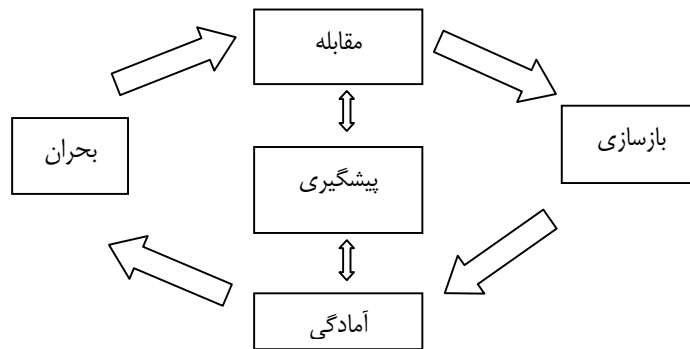 مقابله
بازسازی
بحران
پیشگیری
آمادگی